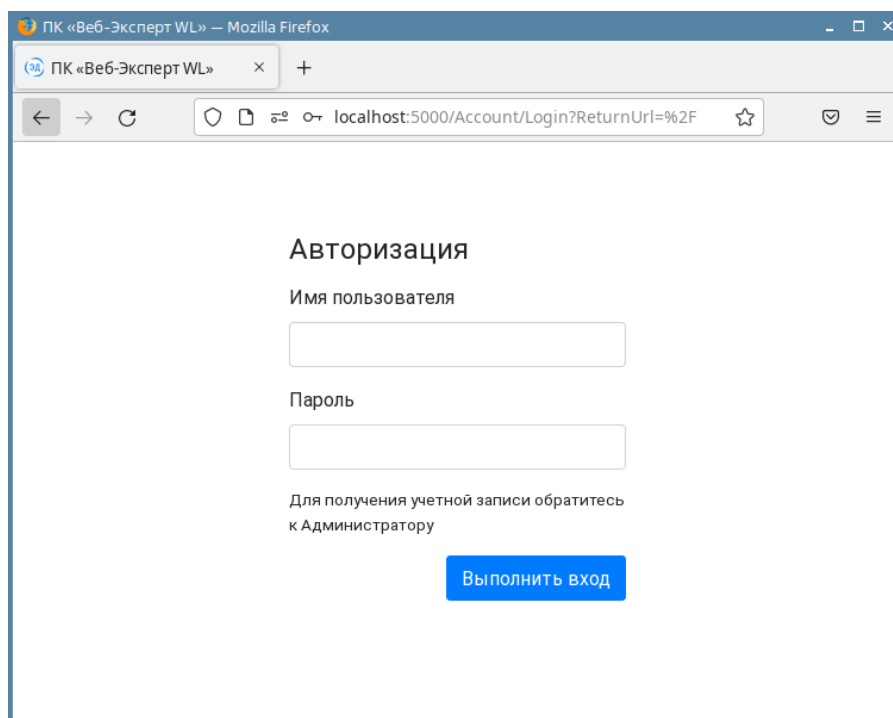 ПК «Веб-Эксперт WL» — Mozilla Firefox
ЭД ПК «Веб-Эксперт WL»
localhost:5000/Account/Login?ReturnUrl=%2F
Авторизация
Имя пользователя
Пароль
Для получения учетной записи обратитесь
к Администратору
Выполнить вход